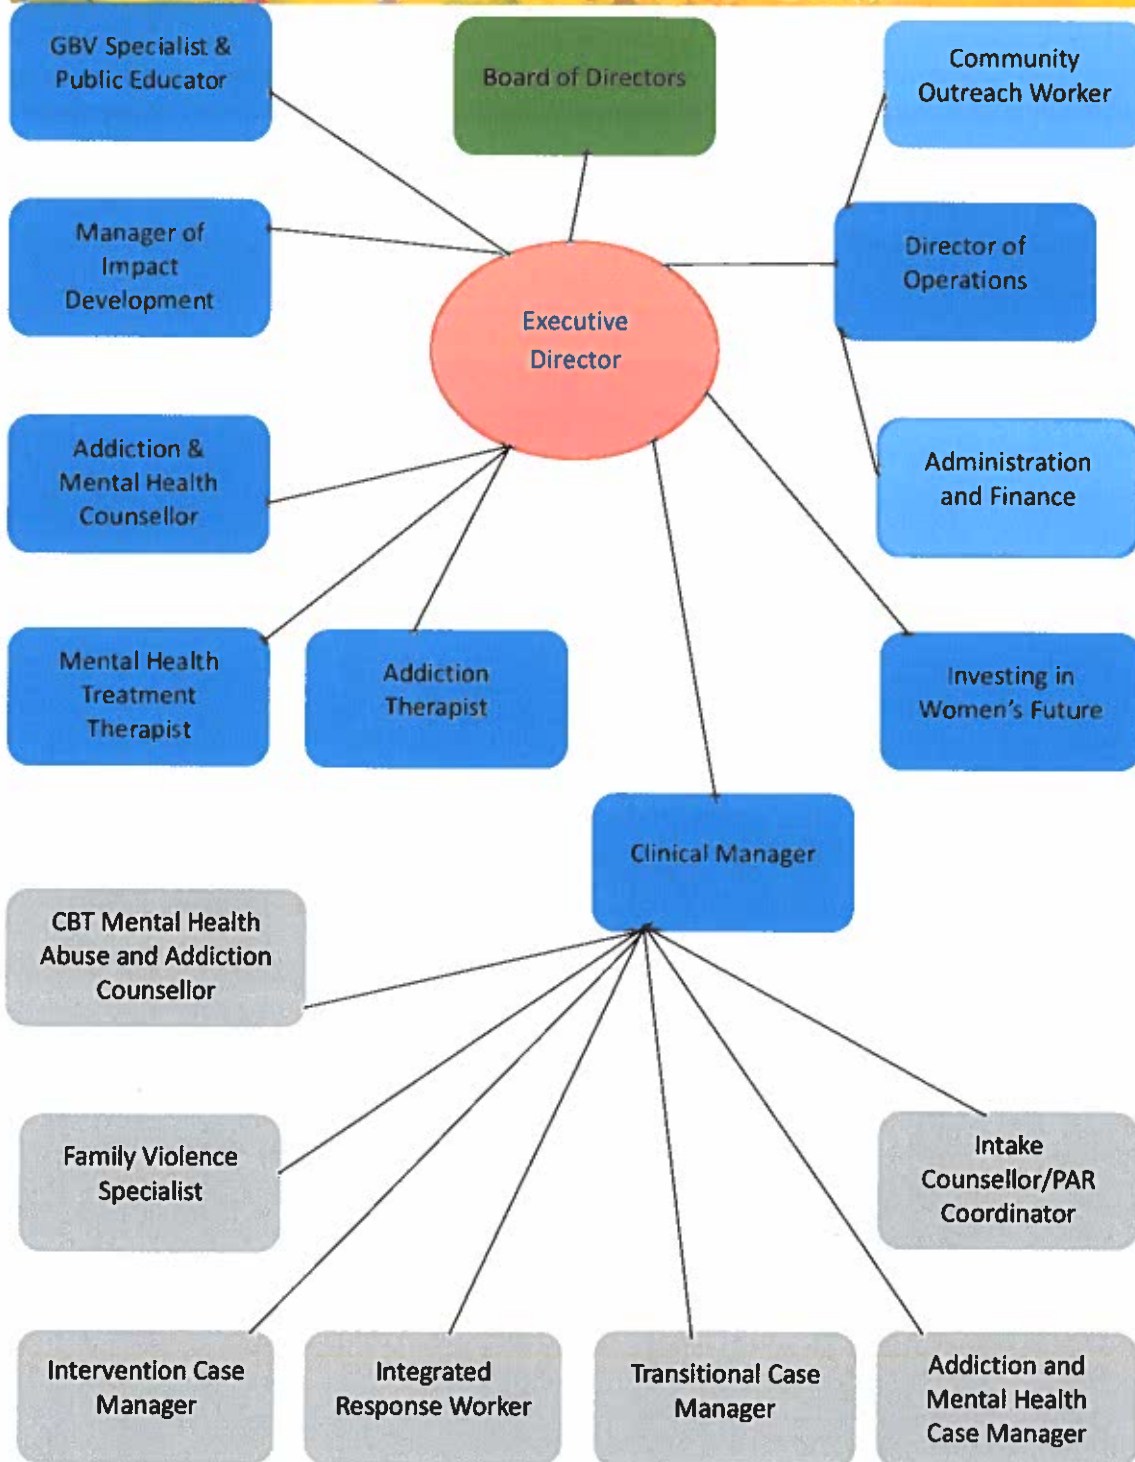 GBV Specialist &
Public Educator
Board of Directors
Community
Outreach Worker
Manager of
Impact
Development
Executive
Director
Director of
Operations
Addiction &
Mental Health
Counsellor
Administration
and Finance
Mental Health
Treatment
Therapist
Addiction
Therapist
Investing in
Women's Future
Clinical Manager
CBT Mental Health
Abuse and Addiction
Counsellor
Family Violence
Specialist
Intake
Counsellor/PAR
Coordinator
Intervention Case
Manager
Integrated
Response Worker
Transitional Case
Manager
Addiction and
Mental Health
Case Manager